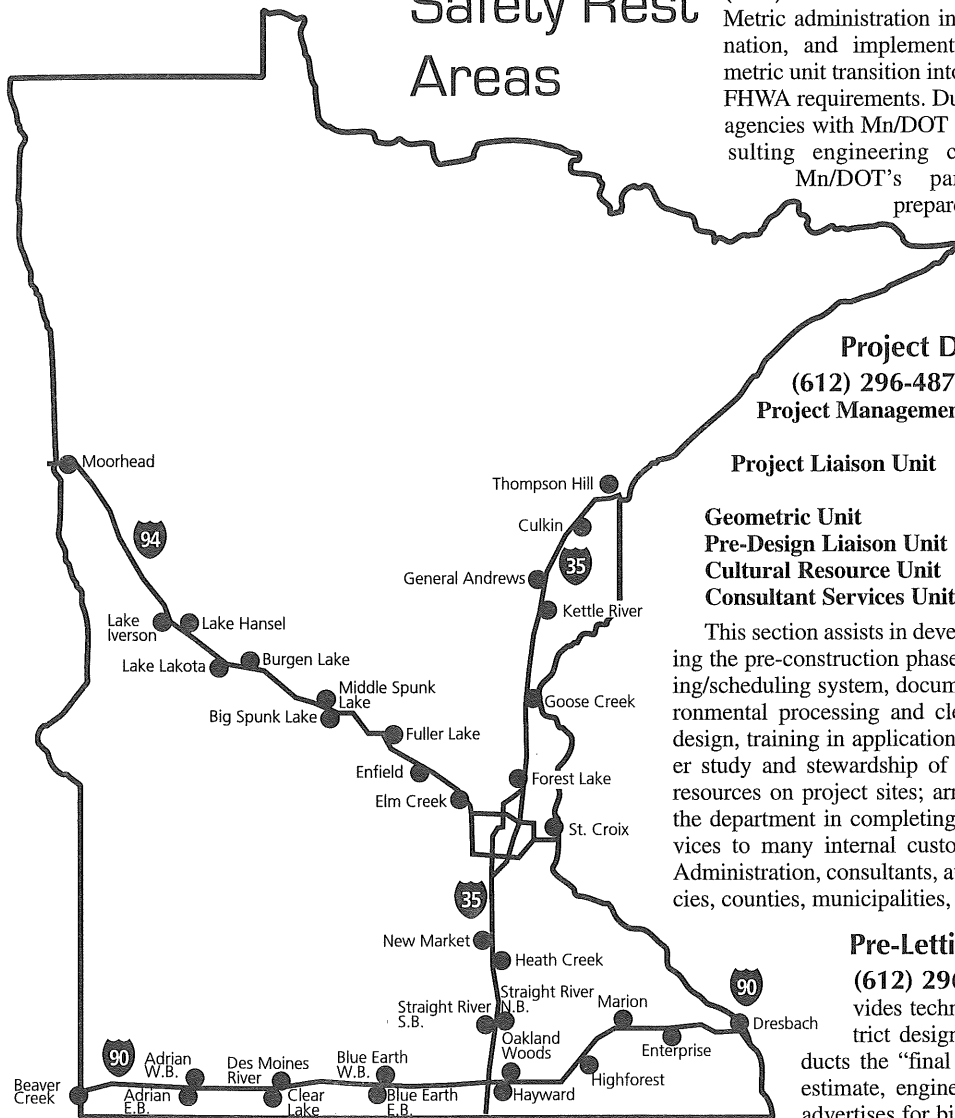 Safety Rest
Areas
Metric administration in
nation, and implement
metric unit transition inte
FHWA requirements. Du
agencies with Mn/DOT
sulting engineering c
Mn/DOT's par
prepare
Project D
(612) 296-487
Project Managemen
Project Liaison Unit
Geometric Unit
Pre-Design Liaison Unit
Cultural Resource Unit
Consultant Services Unit
This section assists in deve
ing the pre-construction phase
ing/scheduling system, docum
ronmental processing and cle
design, training in application
er study and stewardship of
resources on project sites; arr
the department in completing
vices to many internal custo
Administration, consultants, au
cies, counties, municipalities,
Pre-Letti
(612) 296
vides techn
trict design
ducts the “final
estimate, engine
advertises for bi
Moorhead
94
Lake
Iverson
Lake Hansel
Lake Lakota
Burgen Lake
Middle Spunk
Lake
Big Spunk Lake
Fuller Lake
Enfield
Elm Creek
Thompson Hill
Culkin
35
General Andrews
Kettle River
Goose Creek
Forest Lake
St. Croix
35
New Market
Heath Creek
Straight River
S.B.
Straight River
N.B.
Oakland
Woods
Marion
90
Dresbach
Enterprise
Highforest
Hayward
90
Beaver
Creek
Adrian
W.B.
Adrian
E.B.
Des Moines
River
Clear
Lake
Blue Earth
W.B.
Blue Earth
E.B.